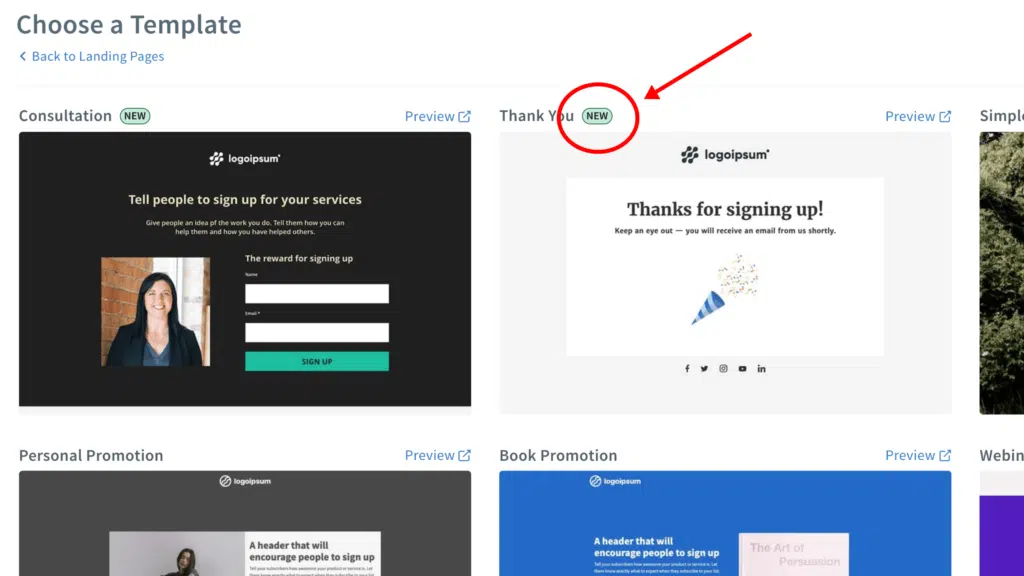 Choose a Template
Back to Landing Pages
Consultation NEW Preview
logoipsum
Tell people to sign up for your services
Give people an idea pf the work you do. Tell them how you can
help them and how you have helped others.
The reward for signing up
Name
Email *
SIGN UP
Thank You NEW Preview
logoipsum
Thanks for signing up!
Keep an eye out — you will receive an email from us shortly.
Simple
Personal Promotion Preview
logoipsum
A header that will
encourage people to sign up
Tell your subscribers how awesome your product or service is. Let
them know exactly what to expect when they subscribe to your list.
Book Promotion Preview
logoipsum
A header that will
encourage people to sign up
Tell your subscribers how awesome your product or service is. Let
them know exactly what to expect when they subscribe to your list.
The Art of
Persuasion
Webin